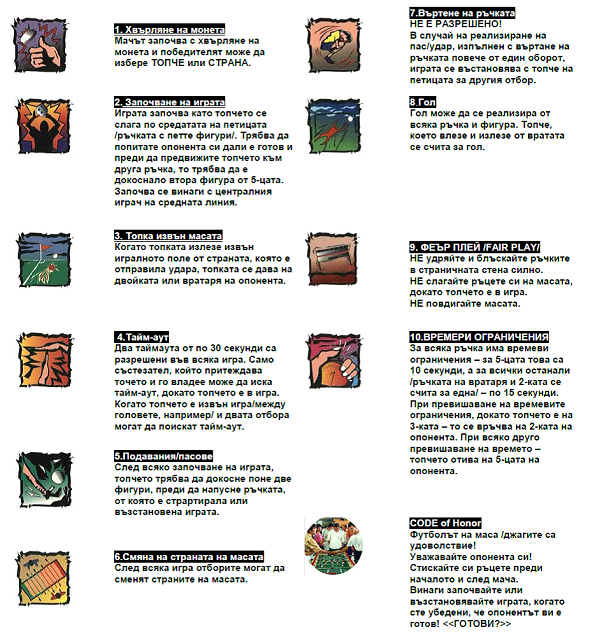 1. Хвърляне на монета
Мачът започва с хвърляне на
монета и победителят може да
избере ТОПЧЕ или СТРАНА.
2. Започване на играта
Играта започва като топчето се
слага по средатата на петицата
/ръчката с петте фигури/. Трябва да
попитате опонента си дали е готов и
преди да предвижите топчето към
друга ръчка, то трябва да е
докоснало втора фигура от 5-цата.
Започва се винаги с централния
играч на средната линия.
3. Топка извън масата
Когато топката излезе извън
игралното поле от страната, която е
отправила удара, топката се дава на
двойката или вратаря на опонента.
4.Тайм-аут
Два таймаута от по 30 секунди са
разрешени във всяка игра. Само
състезател, който притеждава
точето и го владее може да иска
тайм-аут, докато топчето е в игра.
Когато топчето е извън игра/между
головете, например/ и двата отбора
могат да поискат тайм-аут.
5.Подавания/пасове
След всяко започване на играта,
топчето трябва да докосне поне две
фигури, преди да напусне ръчката,
от която е страртирала или
възстановена играта.
6.Смяна на страната на масата
След всяка игра отборите могат да
сменят страните на масата.
7.Въртене на ръчката
НЕ Е РАЗРЕШЕНО!
В случай на реализиране на
пас/удар, изпълнен с въртане на
ръчката повече от един оборот,
играта се въстановява с топче на
петицата за другия отбор.
8.Гол
Гол може да се реализира от
всяка ръчка и фигура. Топче,
което влезе и излезе от вратата
се счита за гол.
9. ФЕЪР ПЛЕЙ /FAIR PLAY/
НЕ удряйте и блъскайте ръчките
в страничната стена силно.
Не слагайте ръцети си на масата,
докато топчето е в игра.
НЕ повдигайте масата.
10.ВРЕМЕРИ ОГРАНИЧЕНИЯ
За всяка ръчка има времеви
ограничения – за 5-цата това са
10 секунди, а за всички останали
/ръчката на вратаря и 2-ката се
счита за една/ – по 15 секунди.
При превишаване на времевите
ограничения, докато топчето е на
3-ката – то се връчва на 2-ката на
опонента. При всяко друго
превишаване на времето –
топчето отива на 5-цата на
опонента.
CODE of Honor
Футболът на маса /джагите са
удоволствие!
Уважавайте опонента си!
Стискайте си ръцете преди
началото и след мача.
Винаги започвайте или
възстановявайте играта, когато
сте убедени, че опонентът ви е
готов! <<ГОТОВИ?>>